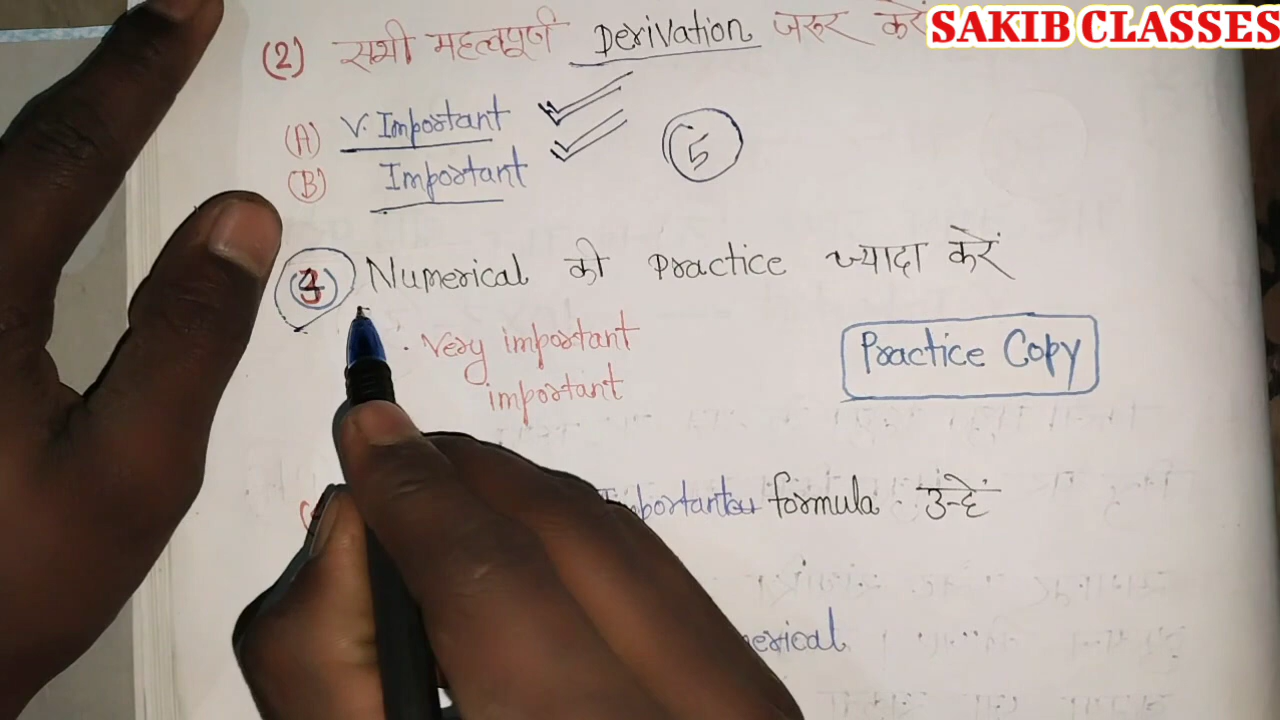 SAKIB CLASSES
(2) सभी महत्वपूर्ण Derivation जरूर करें
(A) V. Important
(B) Important
5
(3) Numerical की Practice ज्यादा करें
. Very important
important
Practice Copy
formula उन्हें